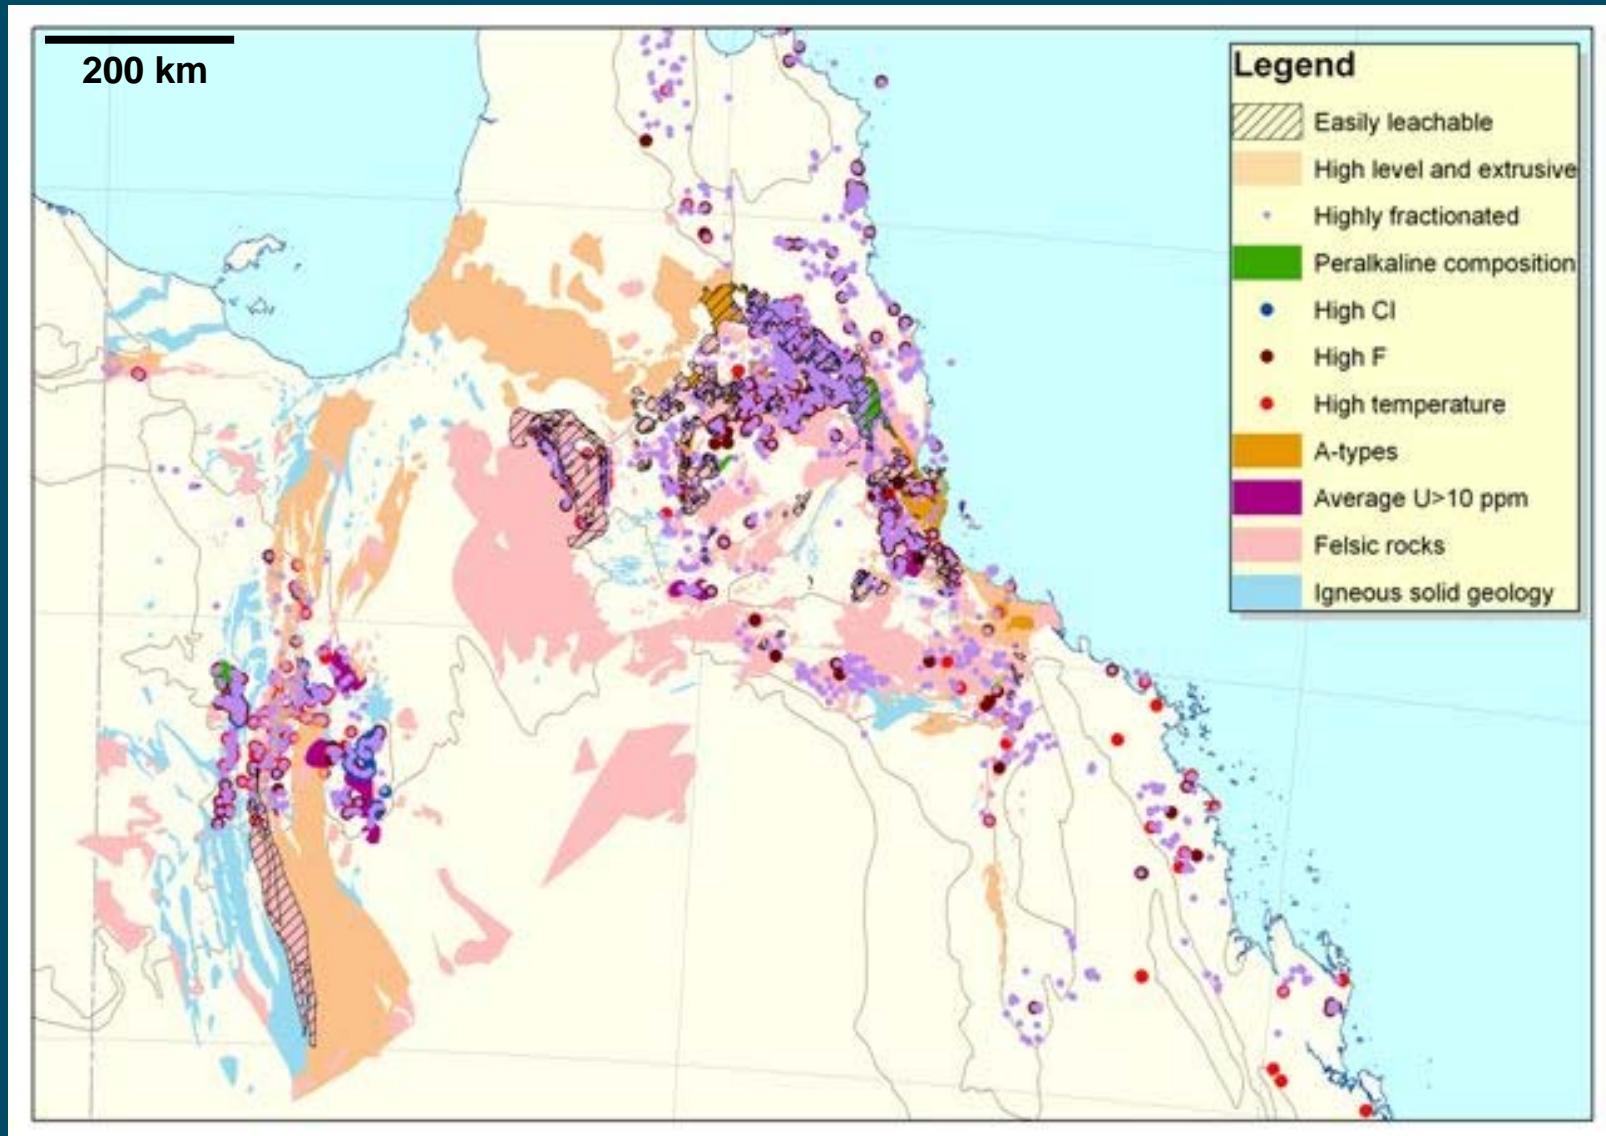 200 km
Legend
Easily leachable
High level and extrusive
Highly fractionated
Peralkaline composition
High Cl
High F
High temperature
A-types
Average U>10 ppm
Felsic rocks
Igneous solid geology